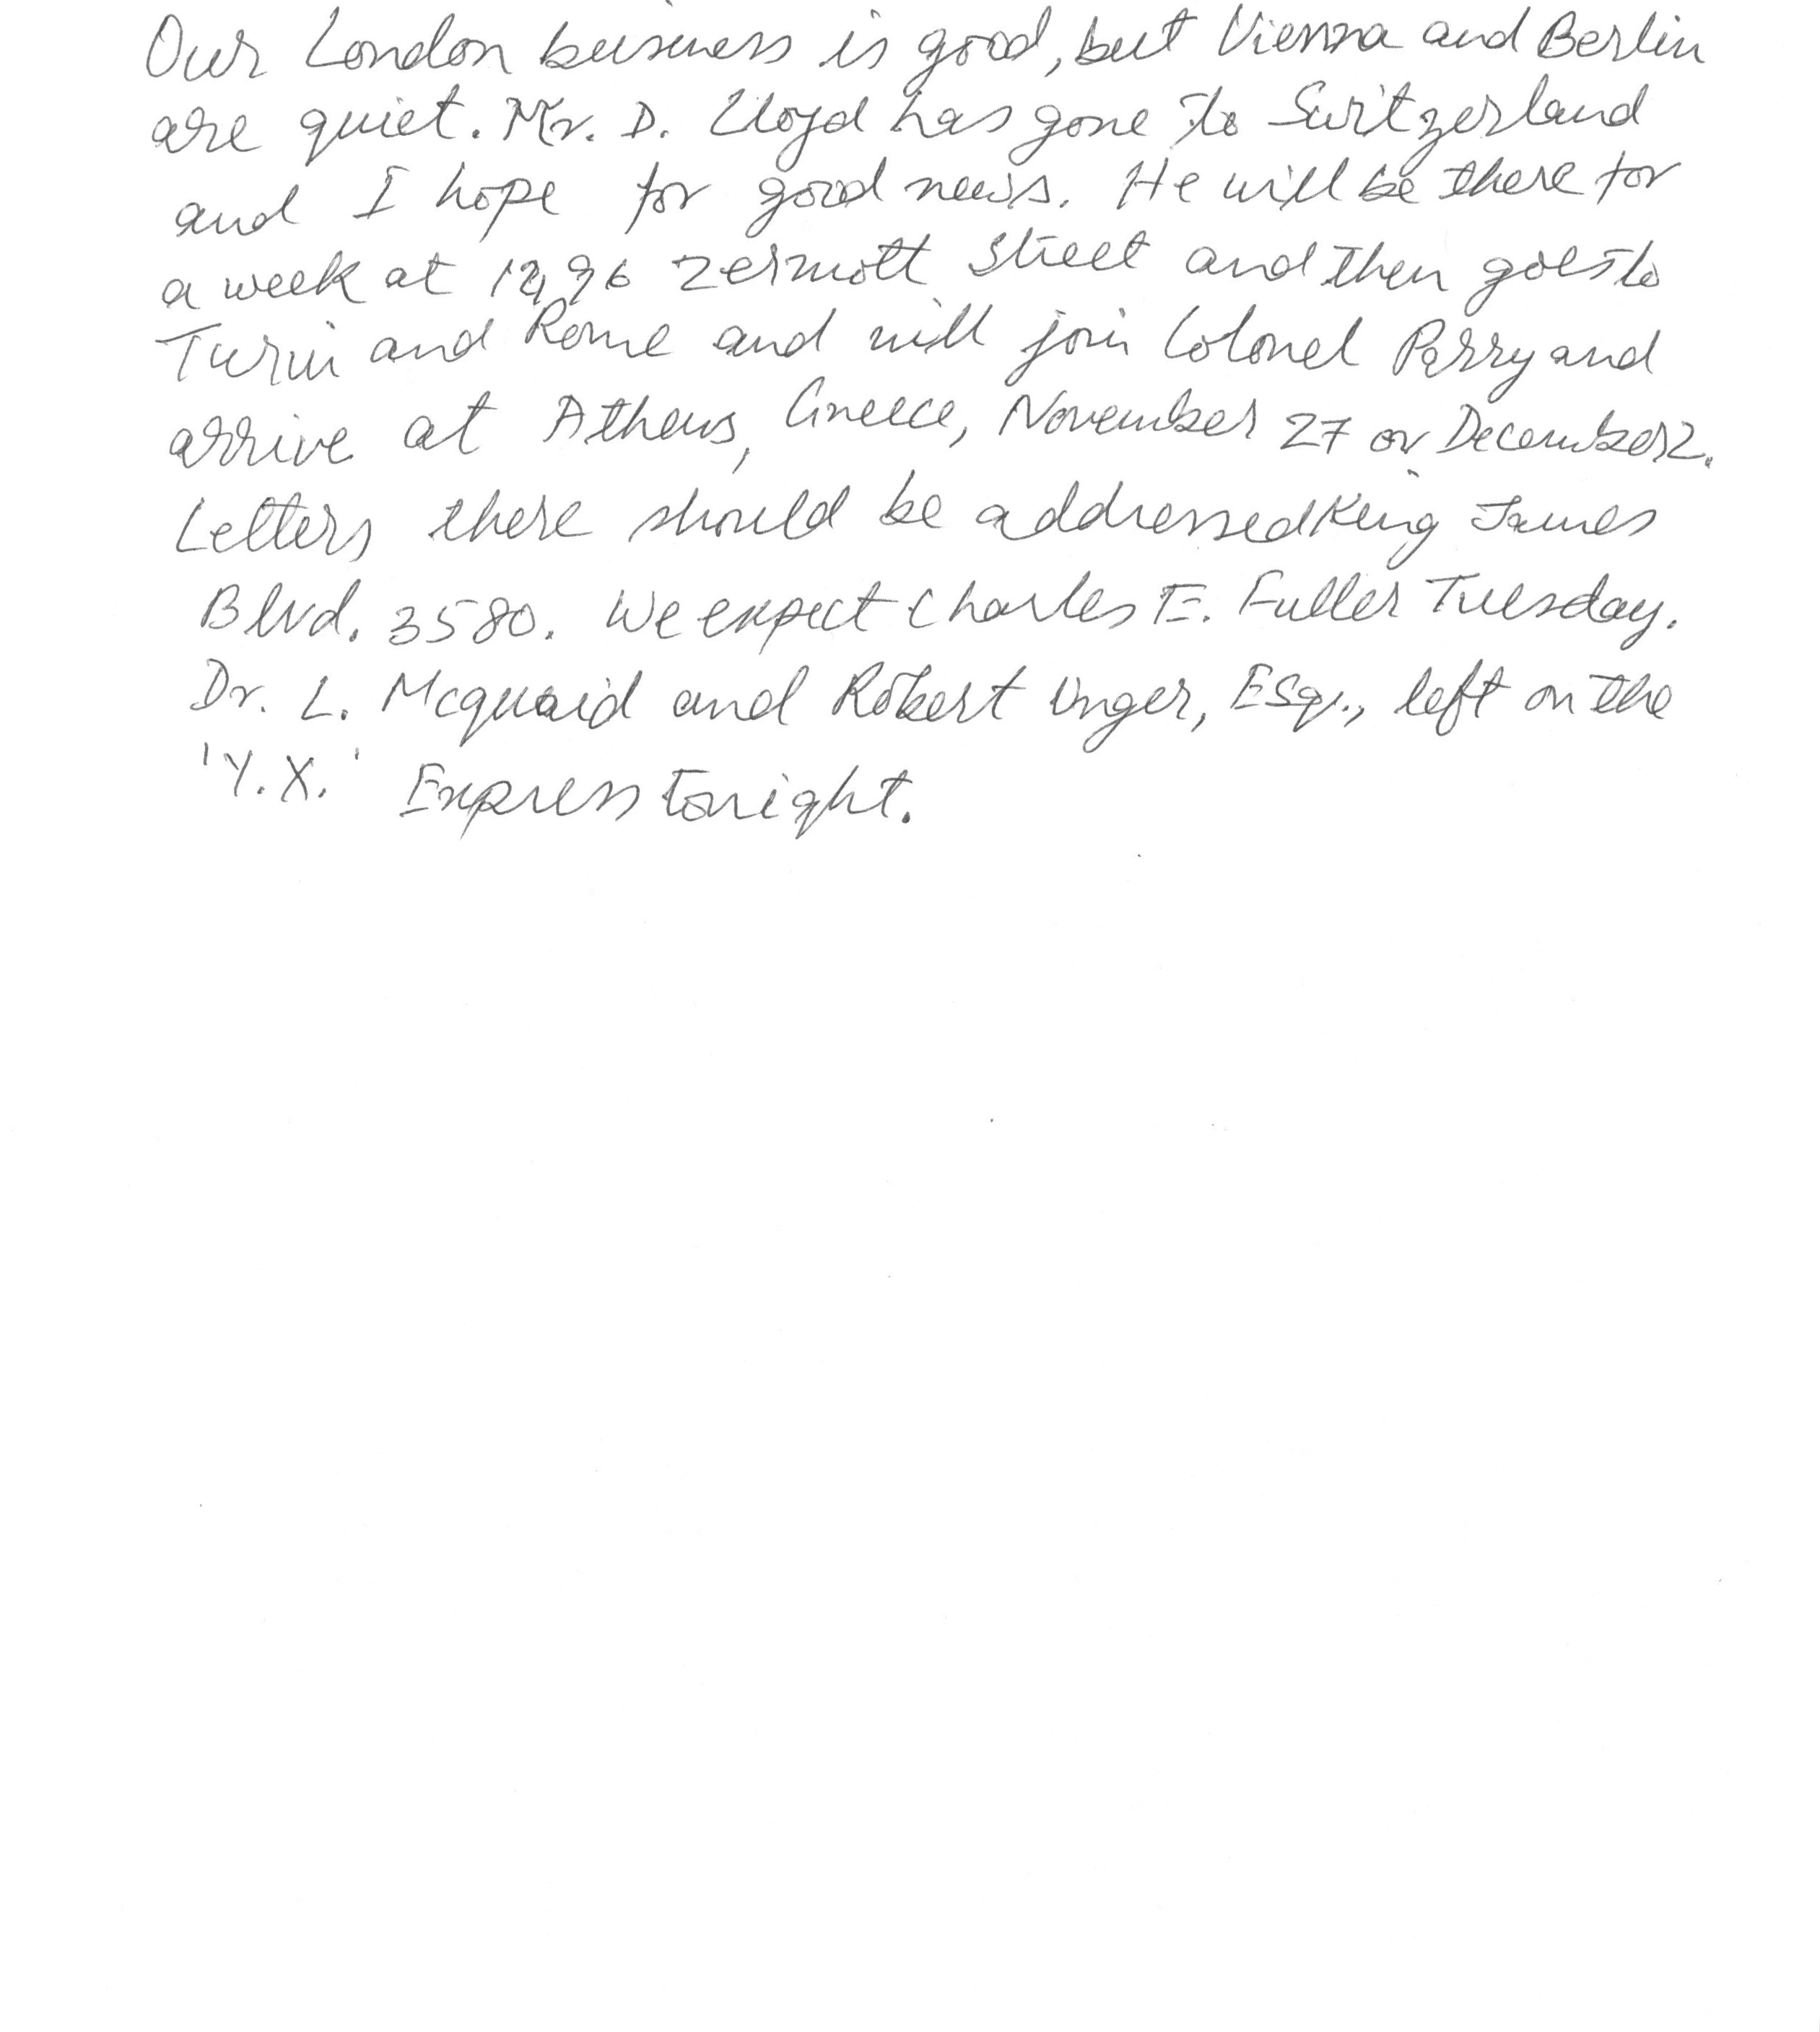 Our London business is good, but Vienna and Berlin
are quiet. Mr. D. Lloyd has gone to Switzerland
and I hope for good news. He will be there for
a week at 1296 Zermott Street and then goes to
Turin and Rome and will join Colonel Parry and
arrive at Athens, Greece, November 27 or December 2.
Letters there should be addressed King James
Blvd. 3580. We expect Charles E. Fuller Tuesday.
Dr. L. Mcquaid and Robert Unger, Esq., left on the
'Y.X.' Express tonight.